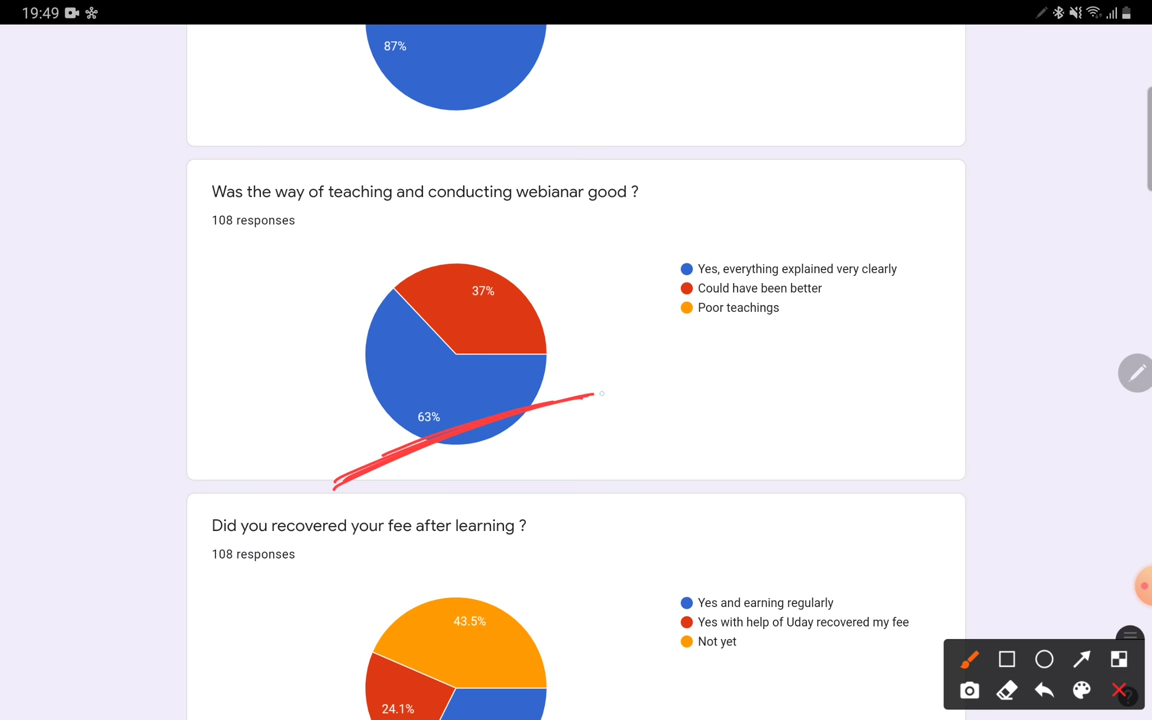 19:49
87%
Was the way of teaching and conducting webianar good ?
108 responses
37%
63%
Yes, everything explained very clearly
Could have been better
Poor teachings
Did you recovered your fee after learning ?
108 responses
43.5%
24.1%
Yes and earning regularly
Yes with help of Uday recovered my fee
Not yet